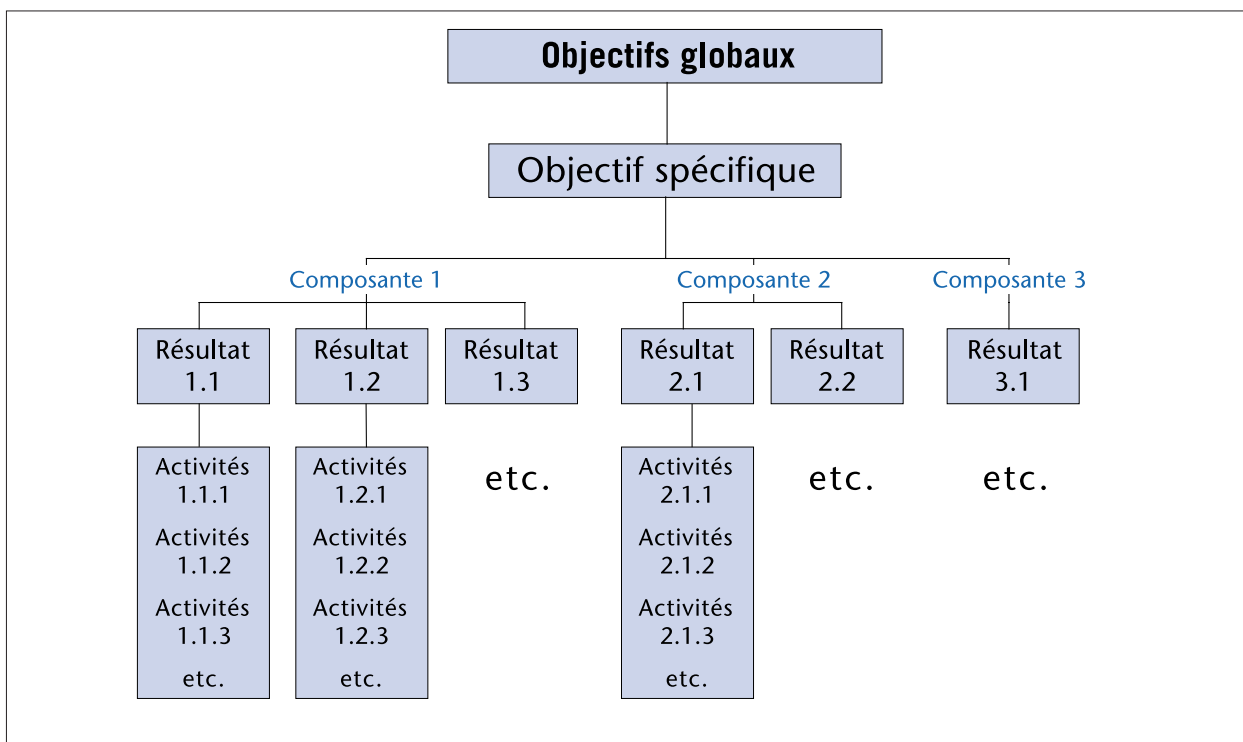 Objectifs globaux
Objectif spécifique
Composante 1
Composante 2
Composante 3
Résultat
1.1
Résultat
1.2
Résultat
1.3
Résultat
2.1
Résultat
2.2
Résultat
3.1
Activités
1.1.1
Activités
1.1.2
Activités
1.1.3
etc.
Activités
1.2.1
Activités
1.2.2
Activités
1.2.3
etc.
etc.
Activités
2.1.1
Activités
2.1.2
Activités
2.1.3
etc.
etc.
etc.